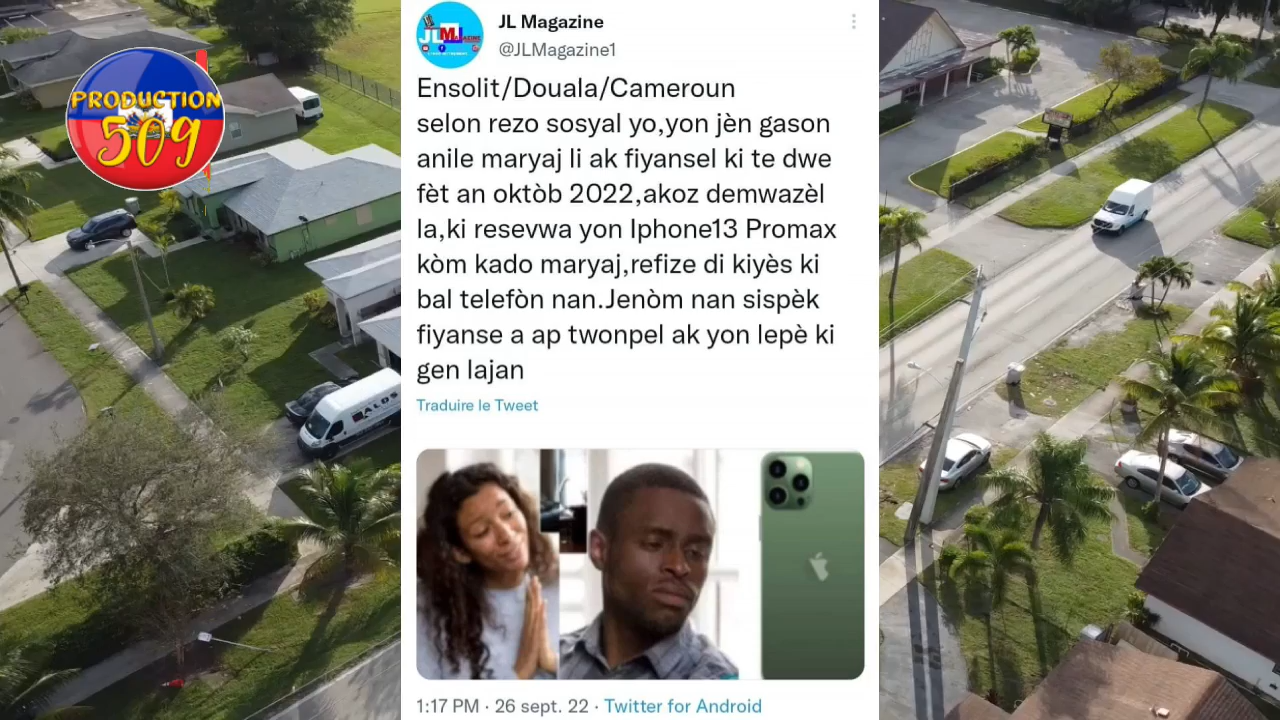 PRODUCTION
509
JL Magazine
@JLMagazine1
Ensolit/Douala/Cameroun
selon rezo sosyal yo,yon jèn gason
anile maryaj li ak fiyansel ki te dwe
fèt an oktòb 2022,akoz demwazèl
la,ki resevwa yon Iphone13 Promax
kòm kado maryaj,refize di kiyès ki
bal telefòn nan.Jenòm nan sispèk
fiyanse a ap twonpel ak yon lepè ki
gen lajan
Traduire le Tweet
1:17 PM · 26 sept. 22 · Twitter for Android